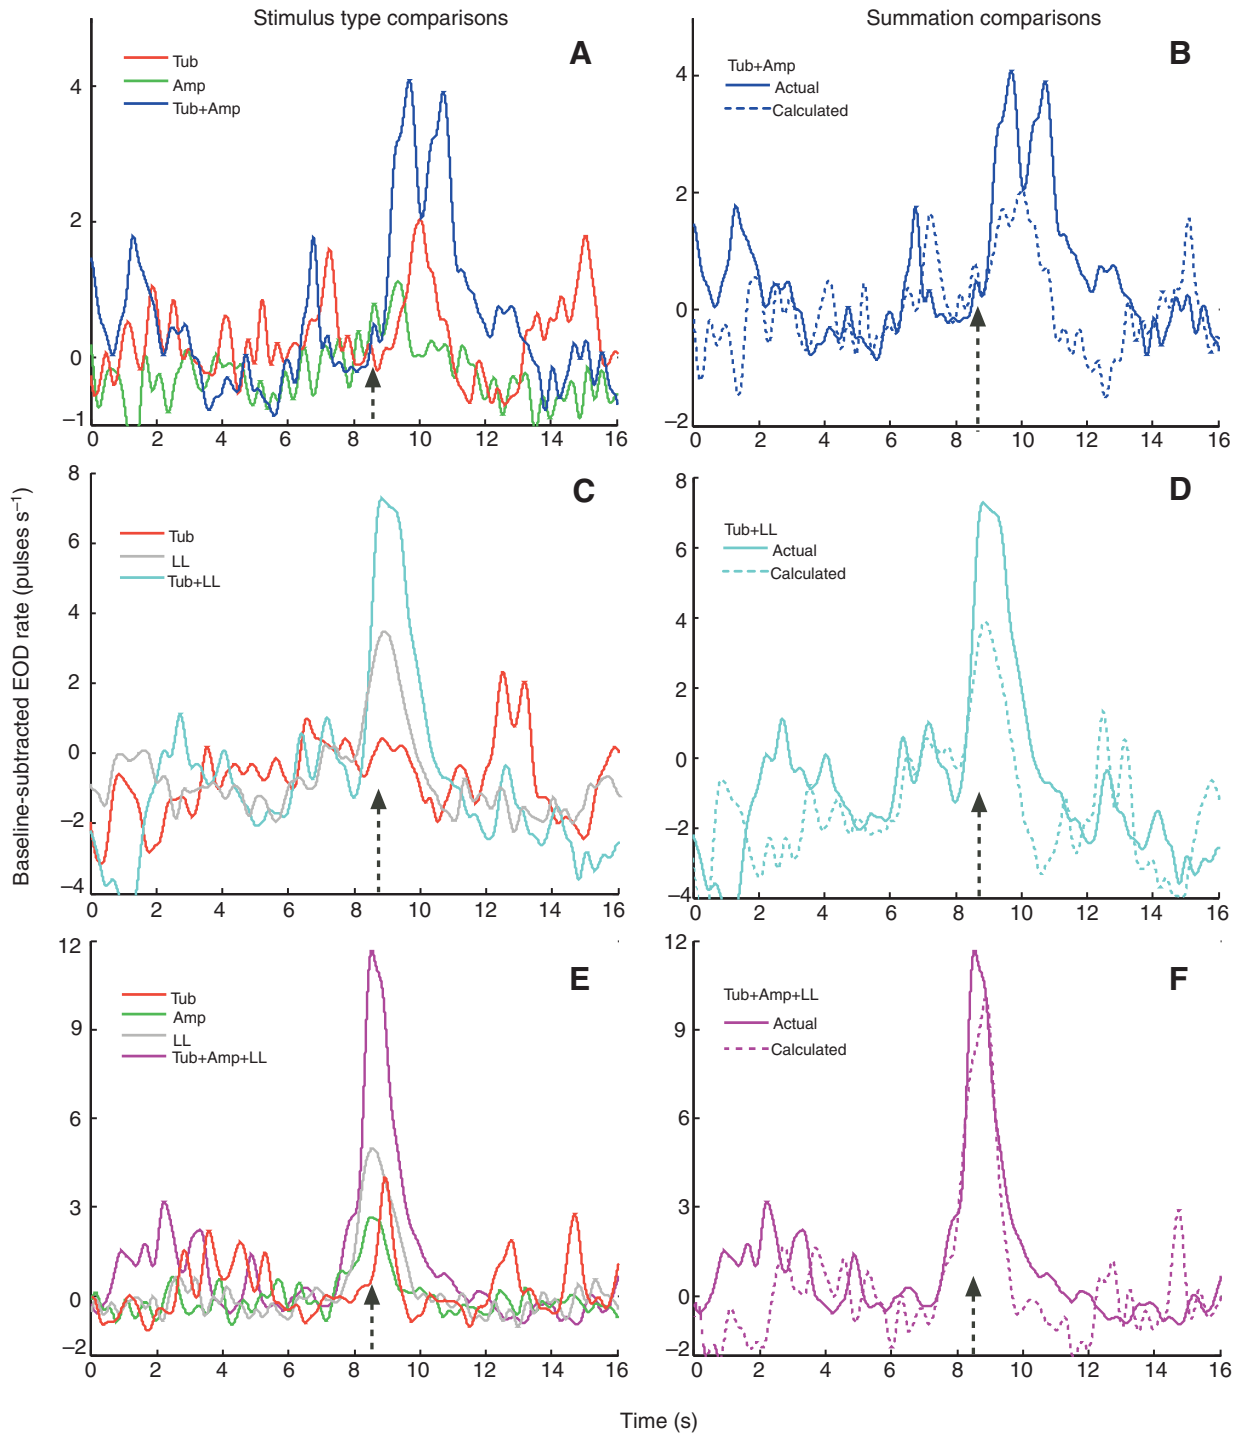 Stimulus type comparisons
Summation comparisons
A
Tub
Amp
Tub+Amp
4
2
0
–1
0 2 4 6 8 10 12 14 16
B
Tub+Amp
Actual
Calculated
4
2
0
–2
0 2 4 6 8 10 12 14 16
C
Tub
LL
Tub+LL
8
6
4
2
0
–2
–4
0 2 4 6 8 10 12 14 16
D
Tub+LL
Actual
Calculated
8
6
4
2
0
–2
–4
0 2 4 6 8 10 12 14 16
E
Tub
Amp
LL
Tub+Amp+LL
12
9
6
3
0
–2
0 2 4 6 8 10 12 14 16
F
Tub+Amp+LL
Actual
Calculated
12
9
6
3
0
–2
0 2 4 6 8 10 12 14 16
Baseline-subtracted EOD rate (pulses s⁻¹)
Time (s)